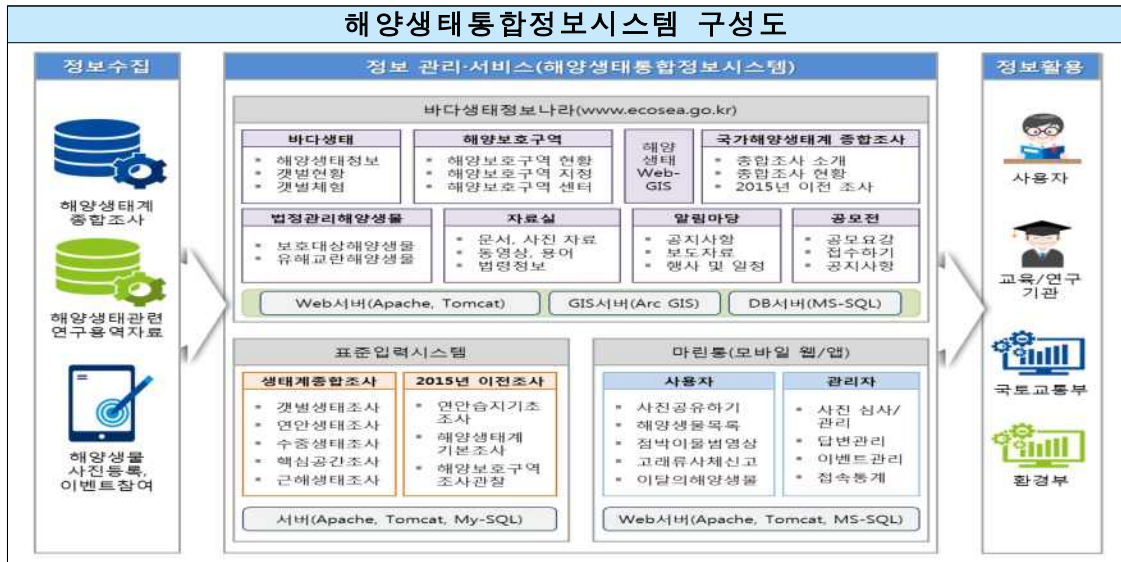 해양생태통합정보시스템 구성도
정보수집
해양생태계
종합조사
해양생태관련
연구용역자료
해양생물
사진등록,
이벤트참여
정보 관리·서비스(해양생태통합정보시스템)
바다생태정보나라(www.ecosea.go.kr)
바다생태
▪ 해양생태정보
▪ 갯벌현황
▪ 갯벌체험
해양보호구역
▪ 해양보호구역 현황
▪ 해양보호구역 지정
▪ 해양보호구역 센터
해양
생태
Web-
GIS
국가해양생태계 종합조사
▪ 종합조사 소개
▪ 종합조사 현황
▪ 2015년 이전 조사
법정관리해양생물
▪ 보호대상해양생물
▪ 유해교란해양생물
자료실
▪ 문서, 사진 자료
▪ 동영상, 용어
▪ 법령정보
알림마당
▪ 공지사항
▪ 보도자료
▪ 행사 및 일정
공모전
▪ 공모요강
▪ 접수하기
▪ 공지사항
Web서버(Apache, Tomcat)
GIS서버(Arc GIS)
DB서버(MS-SQL)
표준입력시스템
생태계종합조사
▪ 갯벌생태조사
▪ 연안생태조사
▪ 수중생태조사
▪ 핵심공간조사
▪ 근해생태조사
2015년 이전조사
▪ 연안습지기초
조사
▪ 해양생태계
기본조사
▪ 해양보호구역
조사관찰
서버(Apache, Tomcat, My-SQL)
마린통(모바일 웹/앱)
사용자
▪ 사진공유하기
▪ 해양생물목록
▪ 점박이물범영상
▪ 고래류사체신고
▪ 이달의해양생물
관리자
▪ 사진 심사/
관리
▪ 답변관리
▪ 이벤트관리
▪ 접속통계
Web서버(Apache, Tomcat, MS-SQL)
정보활용
사용자
교육/연구
기관
국토교통부
환경부